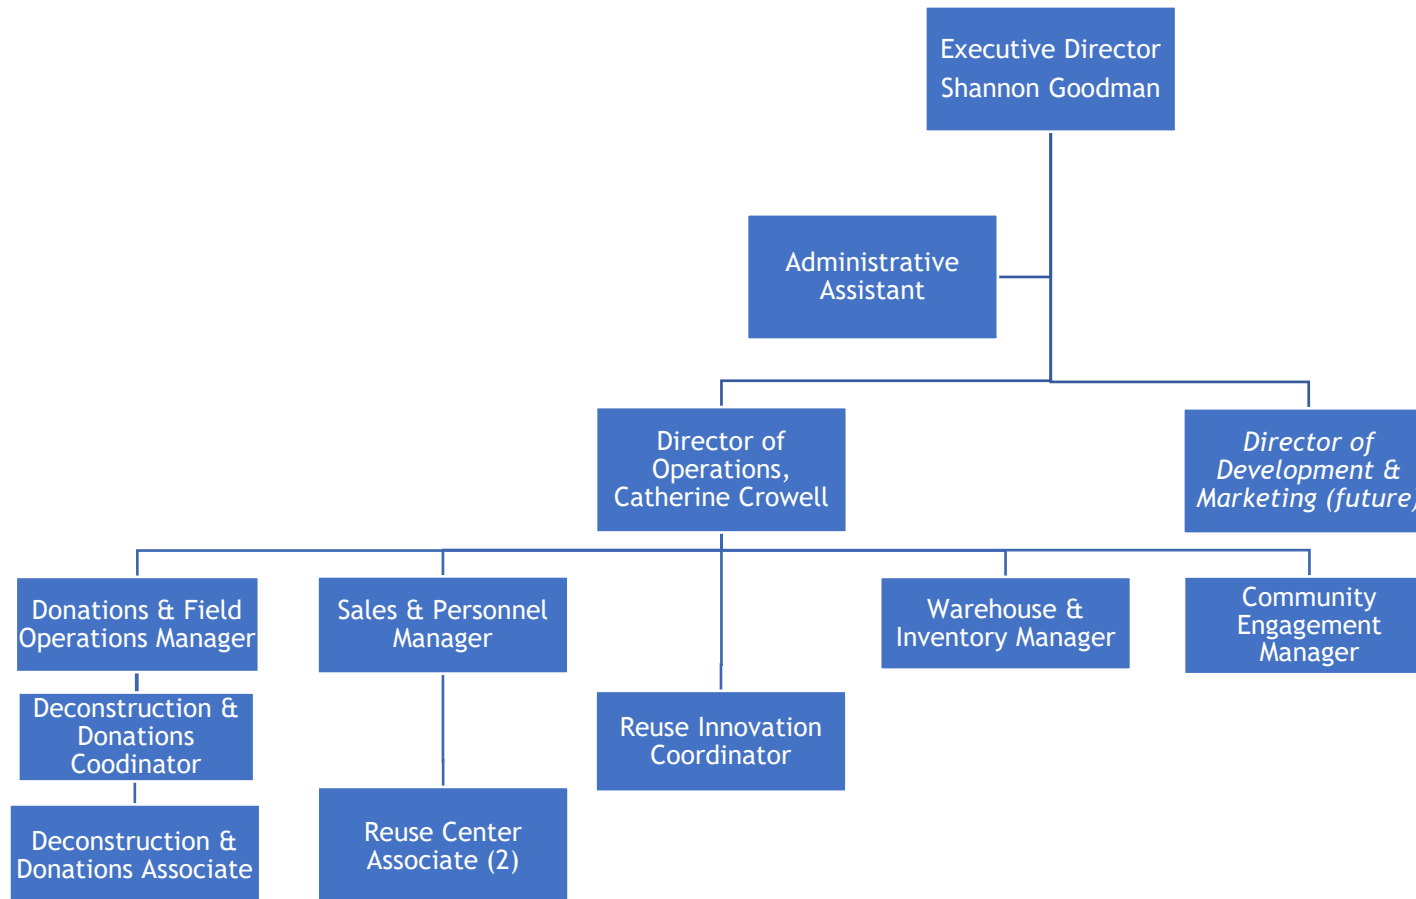 Executive Director
Shannon Goodman
Administrative
Assistant
Director of
Operations,
Catherine Crowell
Director of
Development &
Marketing (future)
Donations & Field
Operations Manager
Sales & Personnel
Manager
Warehouse &
Inventory Manager
Community
Engagement
Manager
Deconstruction &
Donations
Coodinator
Reuse Innovation
Coordinator
Deconstruction &
Donations Associate
Reuse Center
Associate (2)